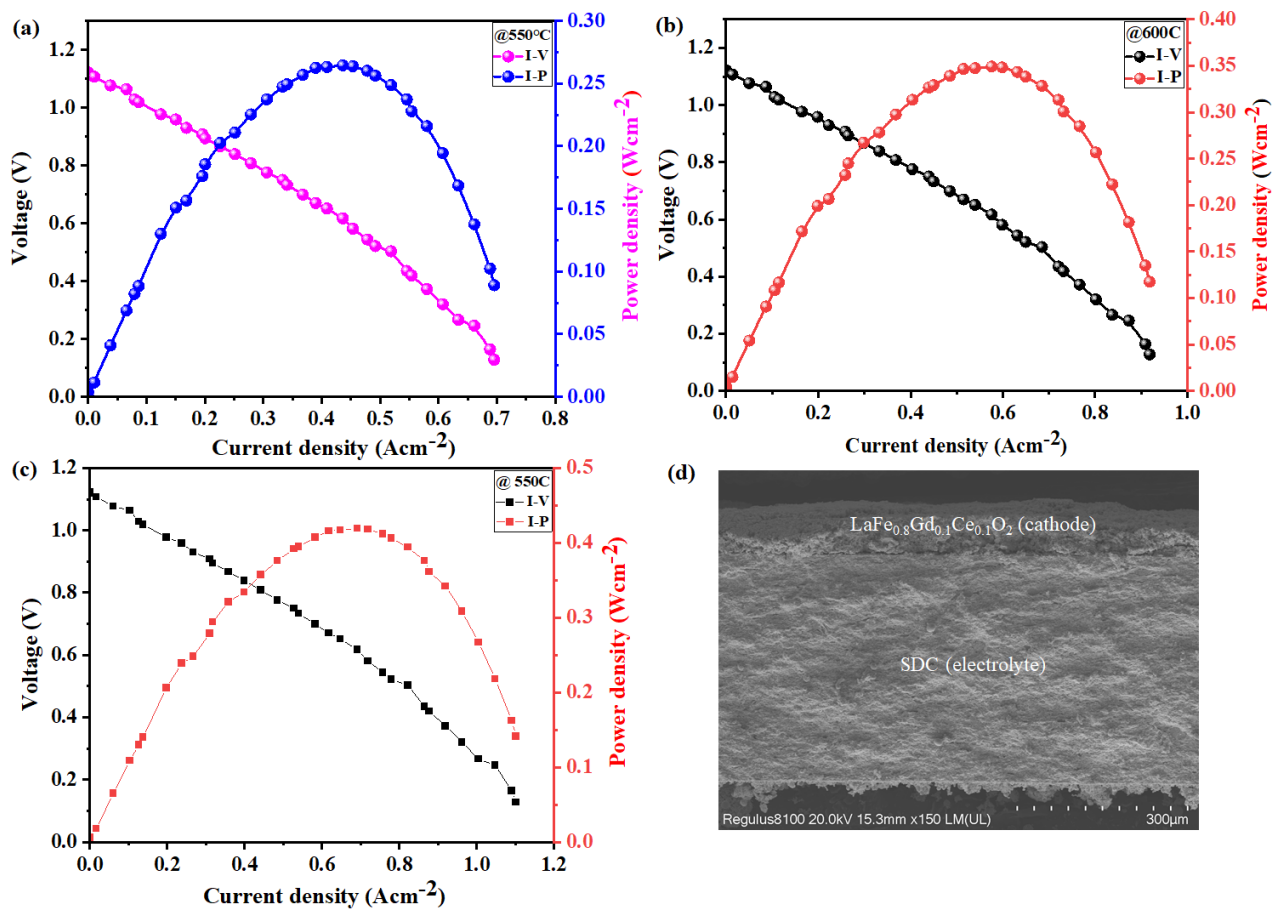 (a)
@550°C
I-V
I-P
Voltage (V)
1.2
1.0
0.8
0.6
0.4
0.2
0.0
0.0 0.1 0.2 0.3 0.4 0.5 0.6 0.7 0.8
Current density (Acm-2)
0.30
0.25
0.20
0.15
0.10
0.05
0.00
Power density (Wcm-2)
(b)
@600C
I-V
I-P
Voltage (V)
1.2
1.0
0.8
0.6
0.4
0.2
0.0
0.0 0.2 0.4 0.6 0.8 1.0
Current density (Acm-2)
0.40
0.35
0.30
0.25
0.20
0.15
0.10
0.05
0.00
Power density (Wcm-2)
(c)
@ 550C
I-V
I-P
Voltage (V)
1.2
1.0
0.8
0.6
0.4
0.2
0.0
0.0 0.2 0.4 0.6 0.8 1.0 1.2
Current density (Acm-2)
0.5
0.4
0.3
0.2
0.1
0.0
Power density (Wcm-2)
(d)
LaFe0.8Gd0.1Ce0.1O2 (cathode)
SDC (electrolyte)
Regulus8100 20.0kV 15.3mm x150 LM(UL) 300µm